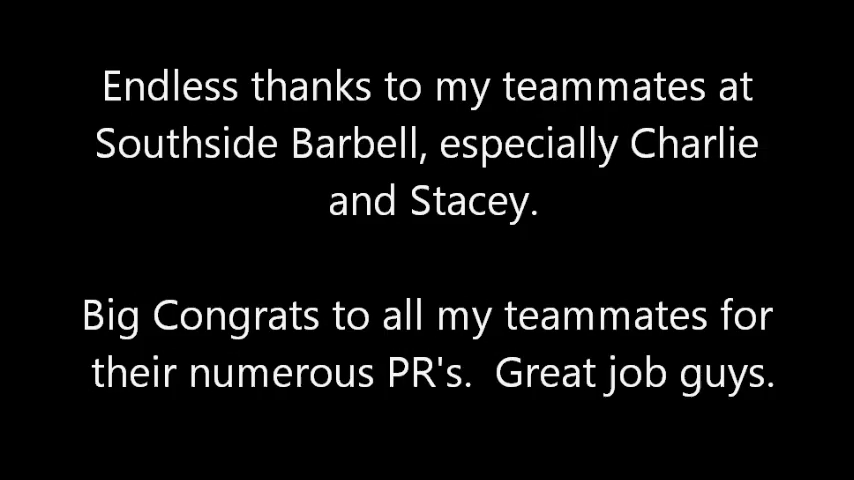 Endless thanks to my teammates at
Southside Barbell, especially Charlie
and Stacey.
Big Congrats to all my teammates for
their numerous PR's.  Great job guys.